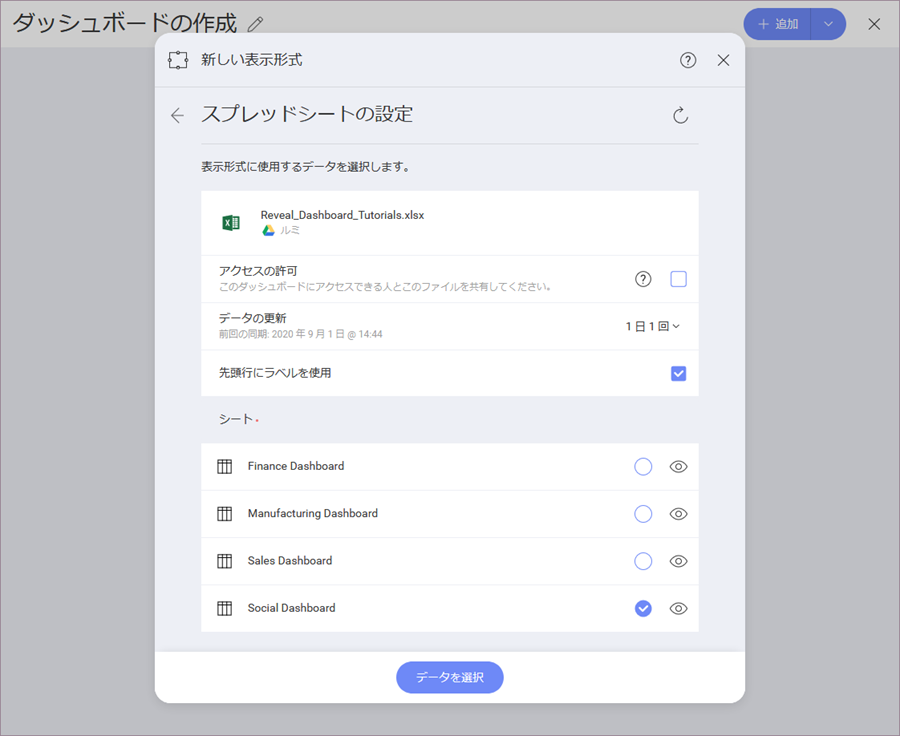 ダッシュボードの作成
+ 追加
新しい表示形式
スプレッドシートの設定
表示形式に使用するデータを選択します。
Reveal_Dashboard_Tutorials.xlsx
ルミ
アクセスの許可
このダッシュボードにアクセスできる人とこのファイルを共有してください。
データの更新
前回の同期: 2020 年 9 月 1 日 @ 14:44
1 日 1 回
先頭行にラベルを使用
シート*
Finance Dashboard
Manufacturing Dashboard
Sales Dashboard
Social Dashboard
データを選択